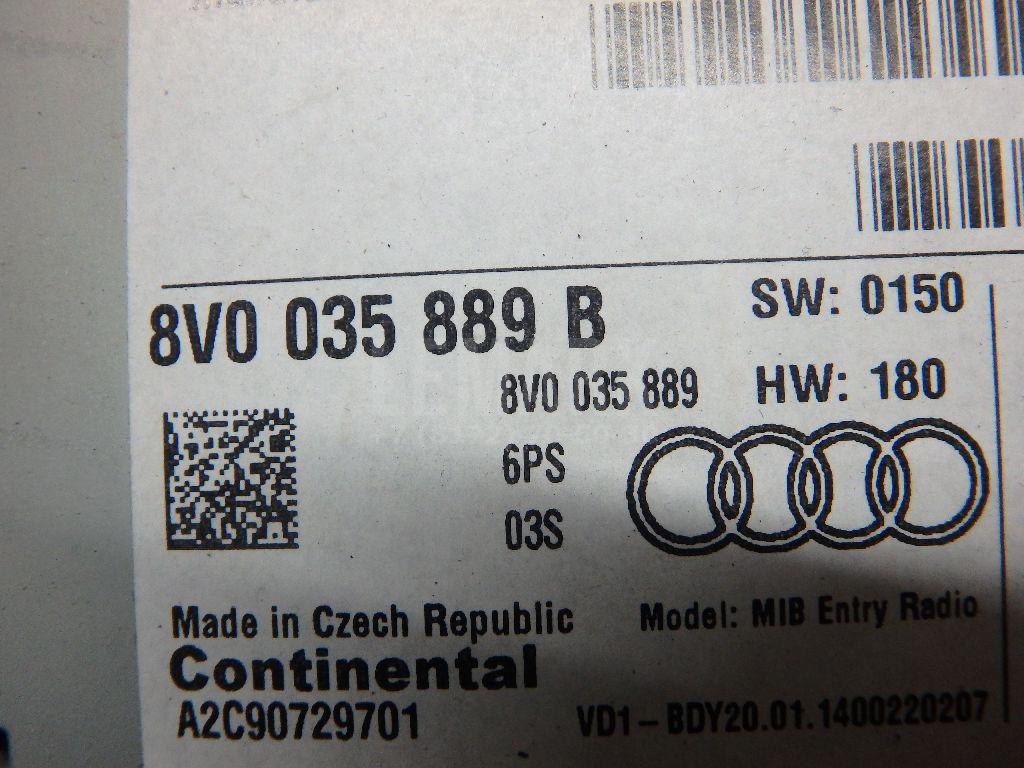 8V0 035 889 B
SW: 0150
8V0 035 889
HW: 180
6PS
03S
Made in Czech Republic
Model: MIB Entry Radio
Continental
A2C90729701
VD1-BDY20.01.1400220207